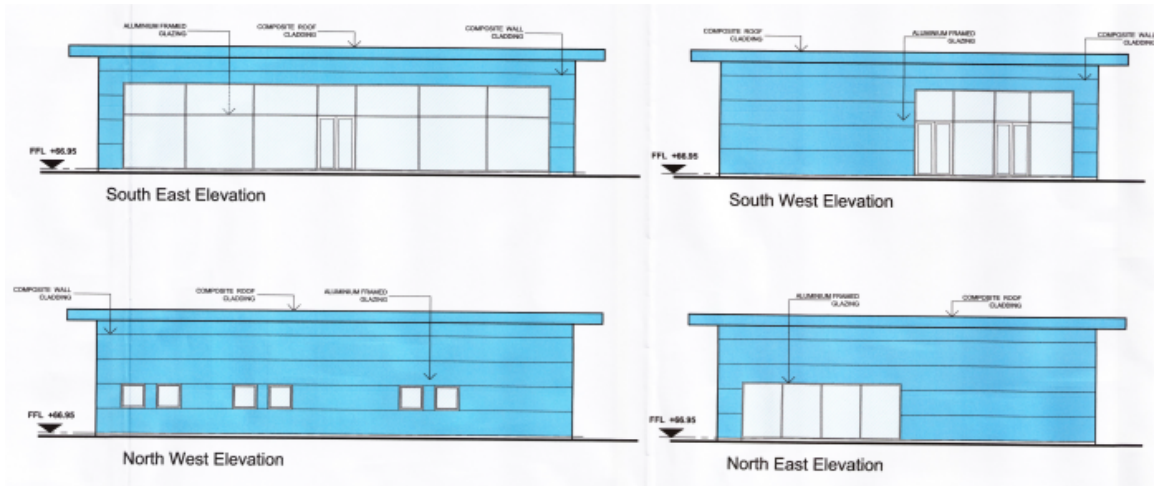 ALUMINIUM FRAMED
GLAZING
COMPOSITE ROOF
CLADDING
COMPOSITE WALL
CLADDING
FFL +66.95
South East Elevation
COMPOSITE ROOF
CLADDING
ALUMINIUM FRAMED
GLAZING
COMPOSITE WALL
CLADDING
FFL +66.95
South West Elevation
COMPOSITE WALL
CLADDING
COMPOSITE ROOF
CLADDING
ALUMINIUM FRAMED
GLAZING
FFL +66.95
North West Elevation
ALUMINIUM FRAMED
GLAZING
COMPOSITE ROOF
CLADDING
FFL +66.95
North East Elevation